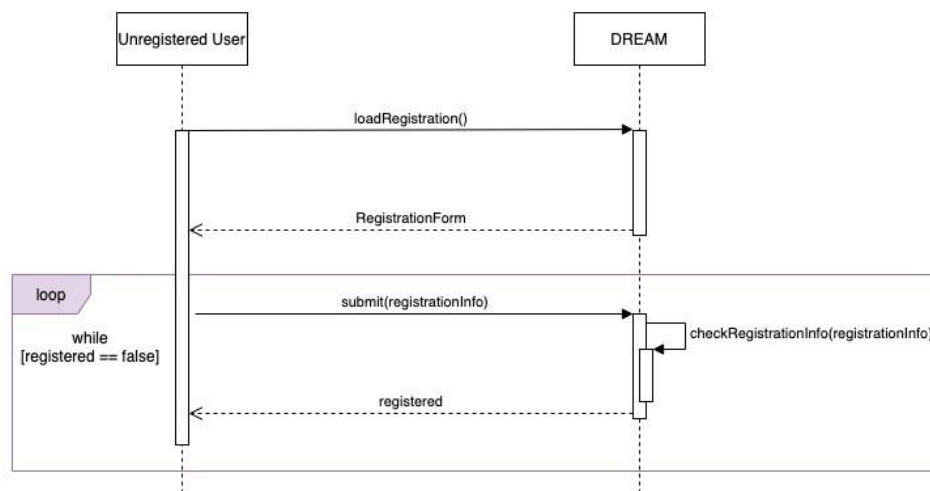 Unregistered User
DREAM
loadRegistration()
RegistrationForm
loop
submit(registrationInfo)
while
[registered == false]
checkRegistrationInfo(registrationInfo)
registered